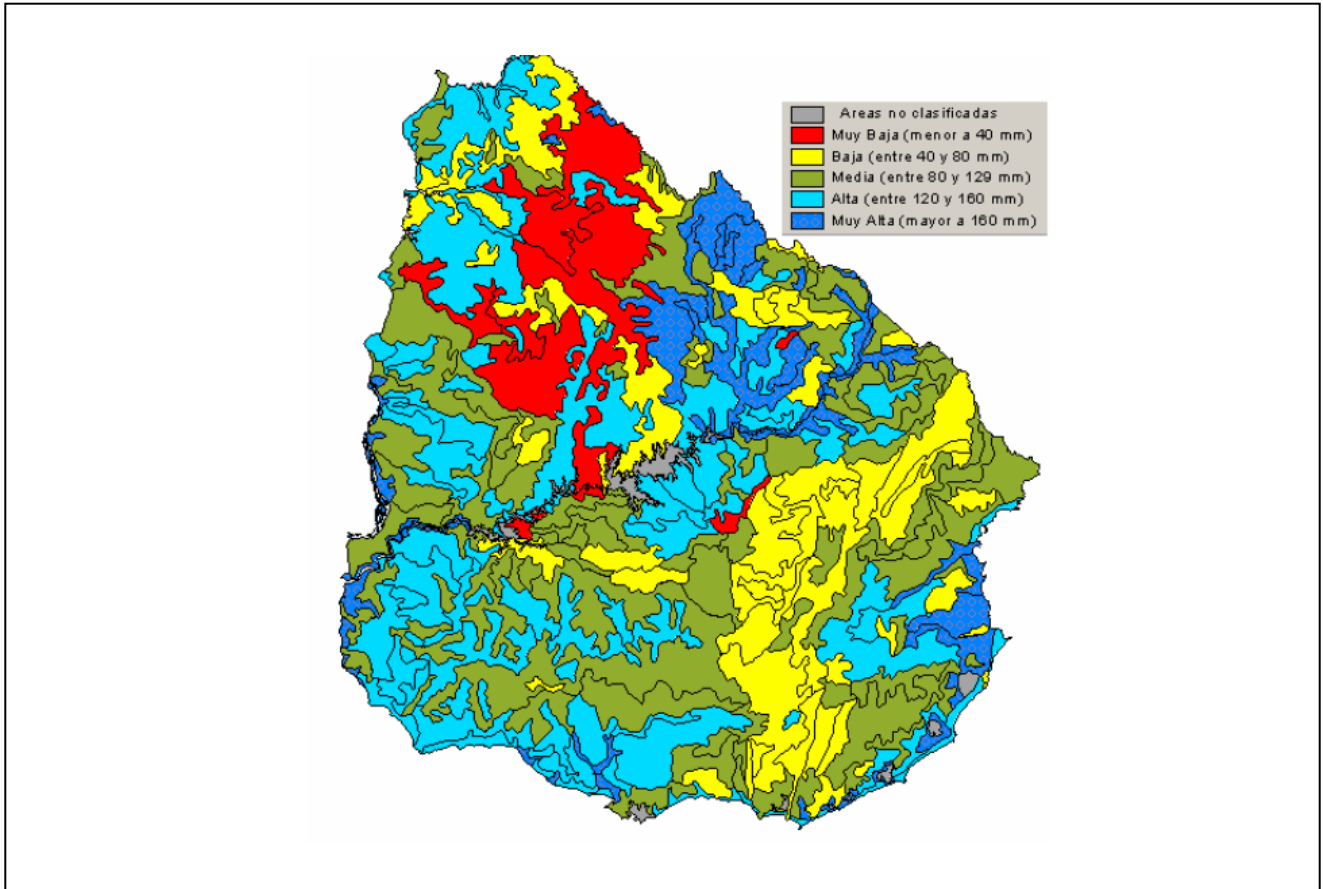 Areas no clasificadas
Muy Baja (menor a 40 mm)
Baja (entre 40 y 80 mm)
Media (entre 80 y 129 mm)
Alta (entre 120 y 160 mm)
Muy Alta (mayor a 160 mm)